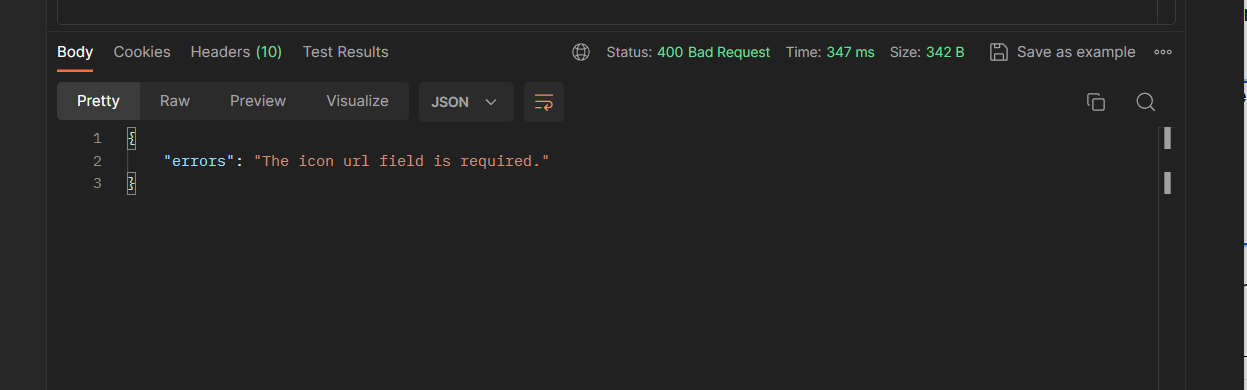 Body Cookies Headers (10) Test Results Status: 400 Bad Request Time: 347 ms Size: 342 B Save as example
Pretty Raw Preview Visualize JSON
1 {
2 "errors": "The icon url field is required."
3 }